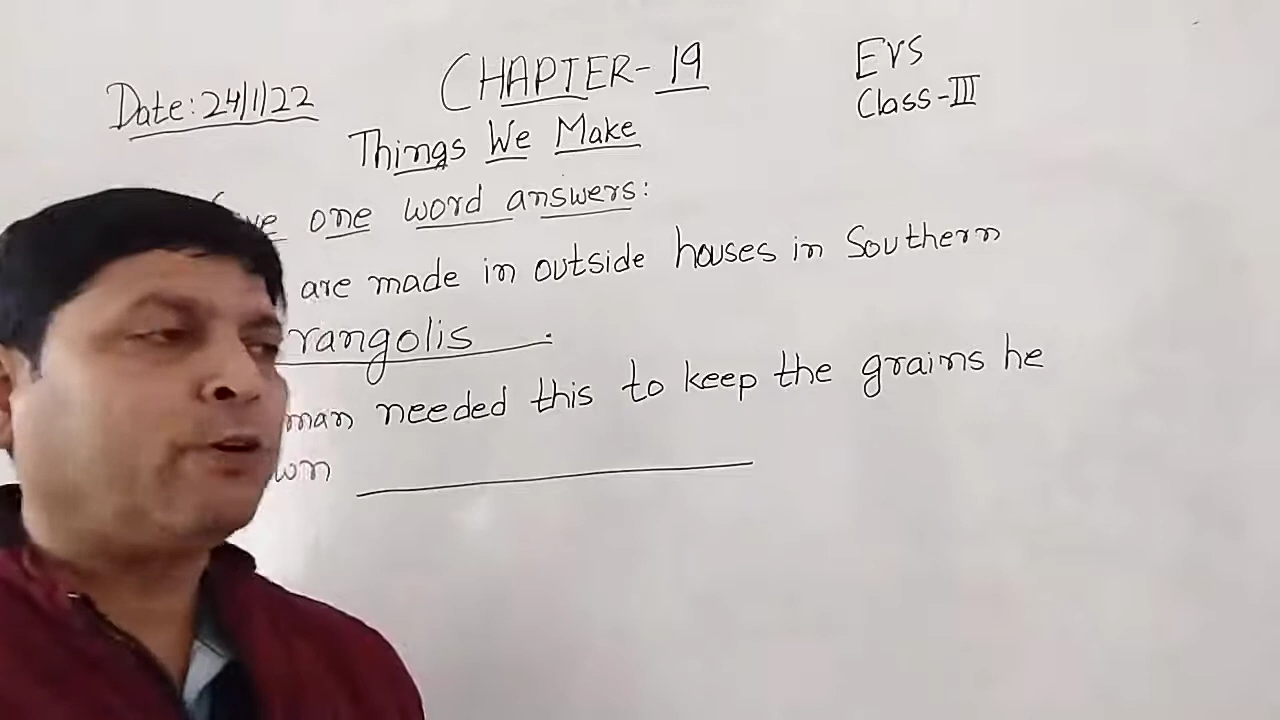 Date: 24/1/22
CHAPTER-19
EVS
Class-III
Things We Make
one word answers:
are made in outside houses in Southern
rangolis.
man needed this to keep the grains he